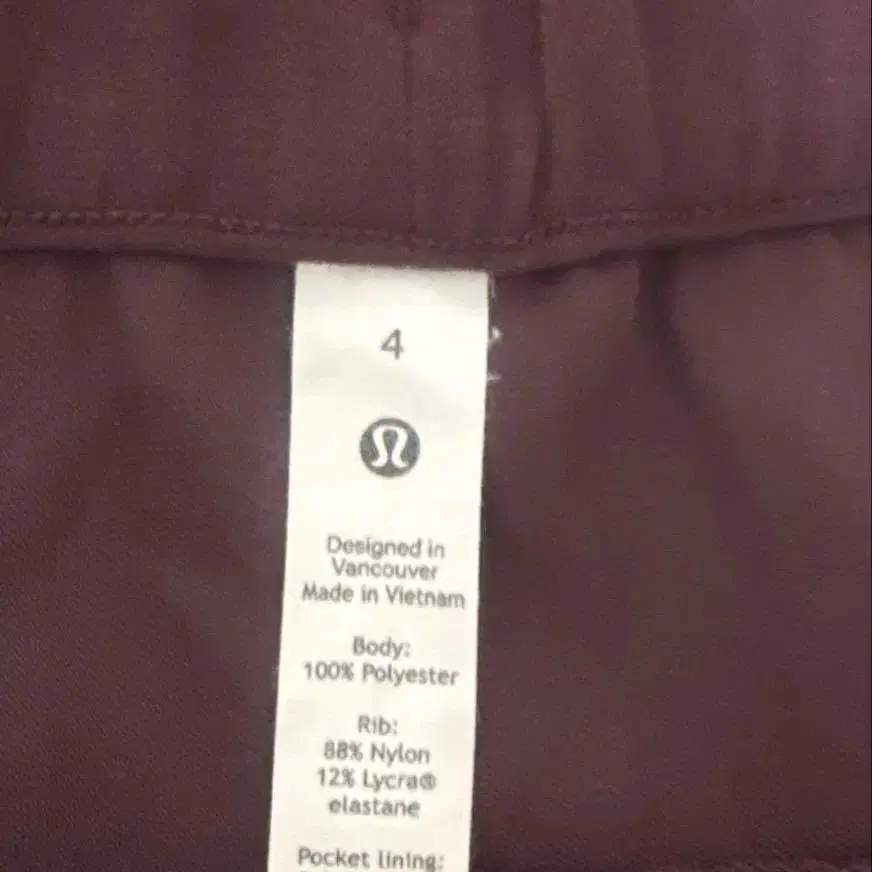 4
Designed in
Vancouver
Made in Vietnam
Body:
100% Polyester
Rib:
88% Nylon
12% Lycra®
elastane
Pocket lining: